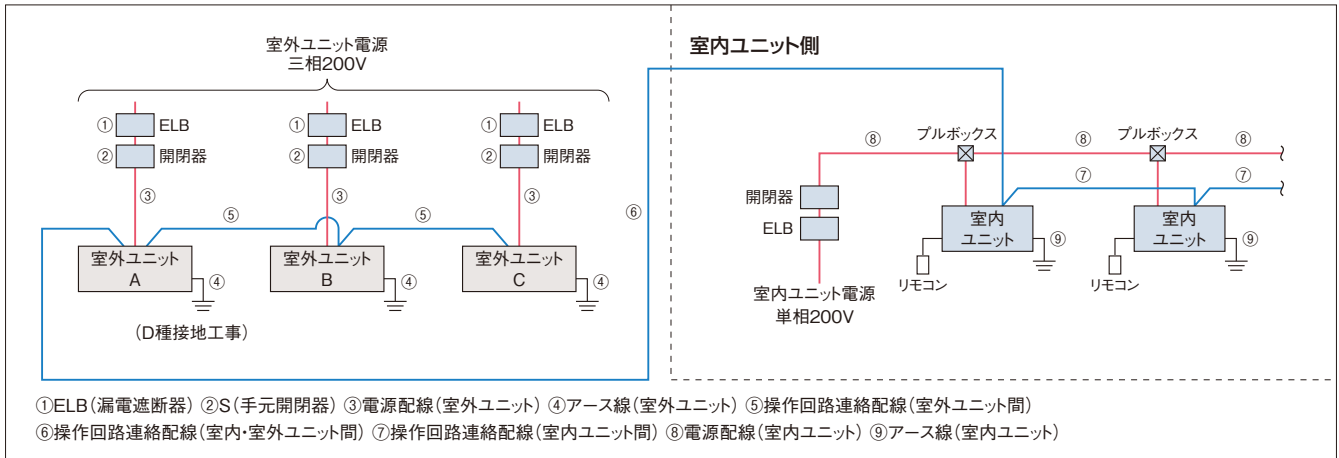 室外ユニット電源
三相200V
室内ユニット側
① ELB ① ELB ① ELB
② 開閉器 ② 開閉器 ② 開閉器
③ ③ ③
⑤ ⑤ ⑥
室外ユニット
A
④
室外ユニット
B
④
室外ユニット
C
④
(D種接地工事)
⑧ プルボックス ⑧ プルボックス ⑧
⑦ ⑦
開閉器
ELB
室内ユニット電源
単相200V
室内
ユニット
⑨
リモコン
室内
ユニット
⑨
リモコン
①ELB(漏電遮断器) ②S(手元開閉器) ③電源配線(室外ユニット) ④アース線(室外ユニット) ⑤操作回路連絡配線(室外ユニット間)
⑥操作回路連絡配線(室内・室外ユニット間) ⑦操作回路連絡配線(室内ユニット間) ⑧電源配線(室内ユニット) ⑨アース線(室内ユニット)